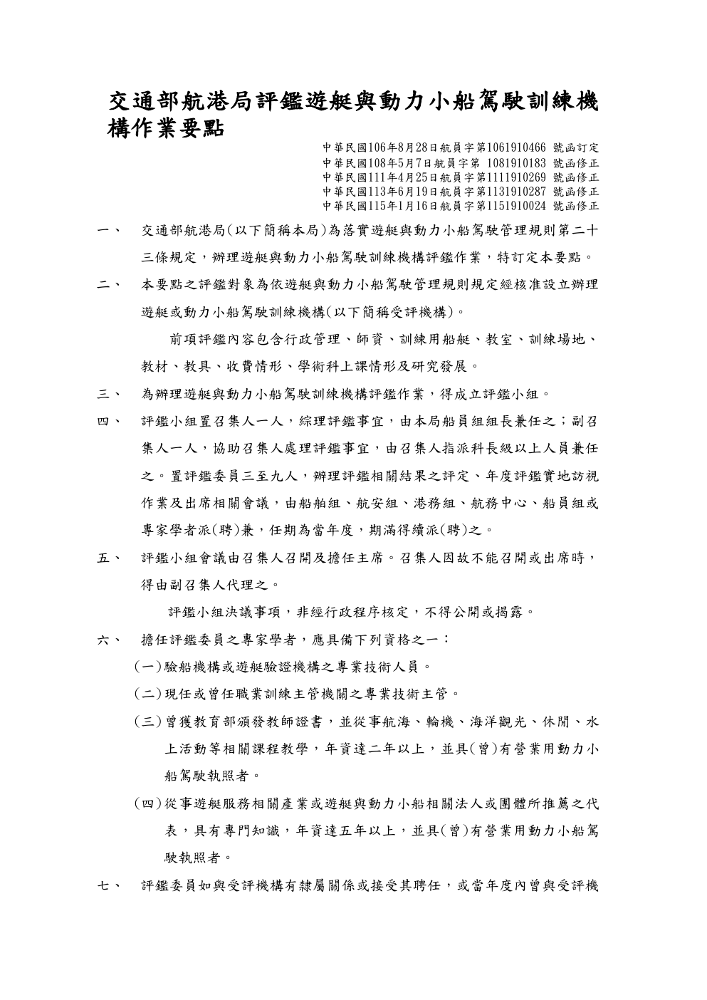 交通部航港局評鑑遊艇與動力小船駕駛訓練機
構作業要點
中華民國106年8月28日航員字第1061910466 號函訂定
中華民國108年5月7日航員字第 1081910183 號函修正
中華民國111年4月25日航員字第1111910269 號函修正
中華民國113年6月19日航員字第1131910287 號函修正
中華民國115年1月16日航員字第1151910024 號函修正
一、 交通部航港局(以下簡稱本局)為落實遊艇與動力小船駕駛管理規則第二十
三條規定，辦理遊艇與動力小船駕駛訓練機構評鑑作業，特訂定本要點。
二、 本要點之評鑑對象為依遊艇與動力小船駕駛管理規則規定經核准設立辦理
遊艇或動力小船駕駛訓練機構(以下簡稱受評機構)。
前項評鑑內容包含行政管理、師資、訓練用船艇、教室、訓練場地、
教材、教具、收費情形、學術科上課情形及研究發展。
三、 為辦理遊艇與動力小船駕駛訓練機構評鑑作業，得成立評鑑小組。
四、 評鑑小組置召集人一人，綜理評鑑事宜，由本局船員組組長兼任之；副召
集人一人，協助召集人處理評鑑事宜，由召集人指派科長級以上人員兼任
之。置評鑑委員三至九人，辦理評鑑相關結果之評定、年度評鑑實地訪視
作業及出席相關會議，由船舶組、航安組、港務組、航務中心、船員組或
專家學者派(聘)兼，任期為當年度，期滿得續派(聘)之。
五、 評鑑小組會議由召集人召開及擔任主席。召集人因故不能召開或出席時，
得由副召集人代理之。
評鑑小組決議事項，非經行政程序核定，不得公開或揭露。
六、 擔任評鑑委員之專家學者，應具備下列資格之一：
(一)驗船機構或遊艇驗證機構之專業技術人員。
(二)現任或曾任職業訓練主管機關之專業技術主管。
(三)曾獲教育部頒發教師證書，並從事航海、輪機、海洋觀光、休閒、水
上活動等相關課程教學，年資達二年以上，並具(曾)有營業用動力小
船駕駛執照者。
(四)從事遊艇服務相關產業或遊艇與動力小船相關法人或團體所推薦之代
表，具有專門知識，年資達五年以上，並具(曾)有營業用動力小船駕
駛執照者。
七、 評鑑委員如與受評機構有隸屬關係或接受其聘任，或當年度內曾與受評機